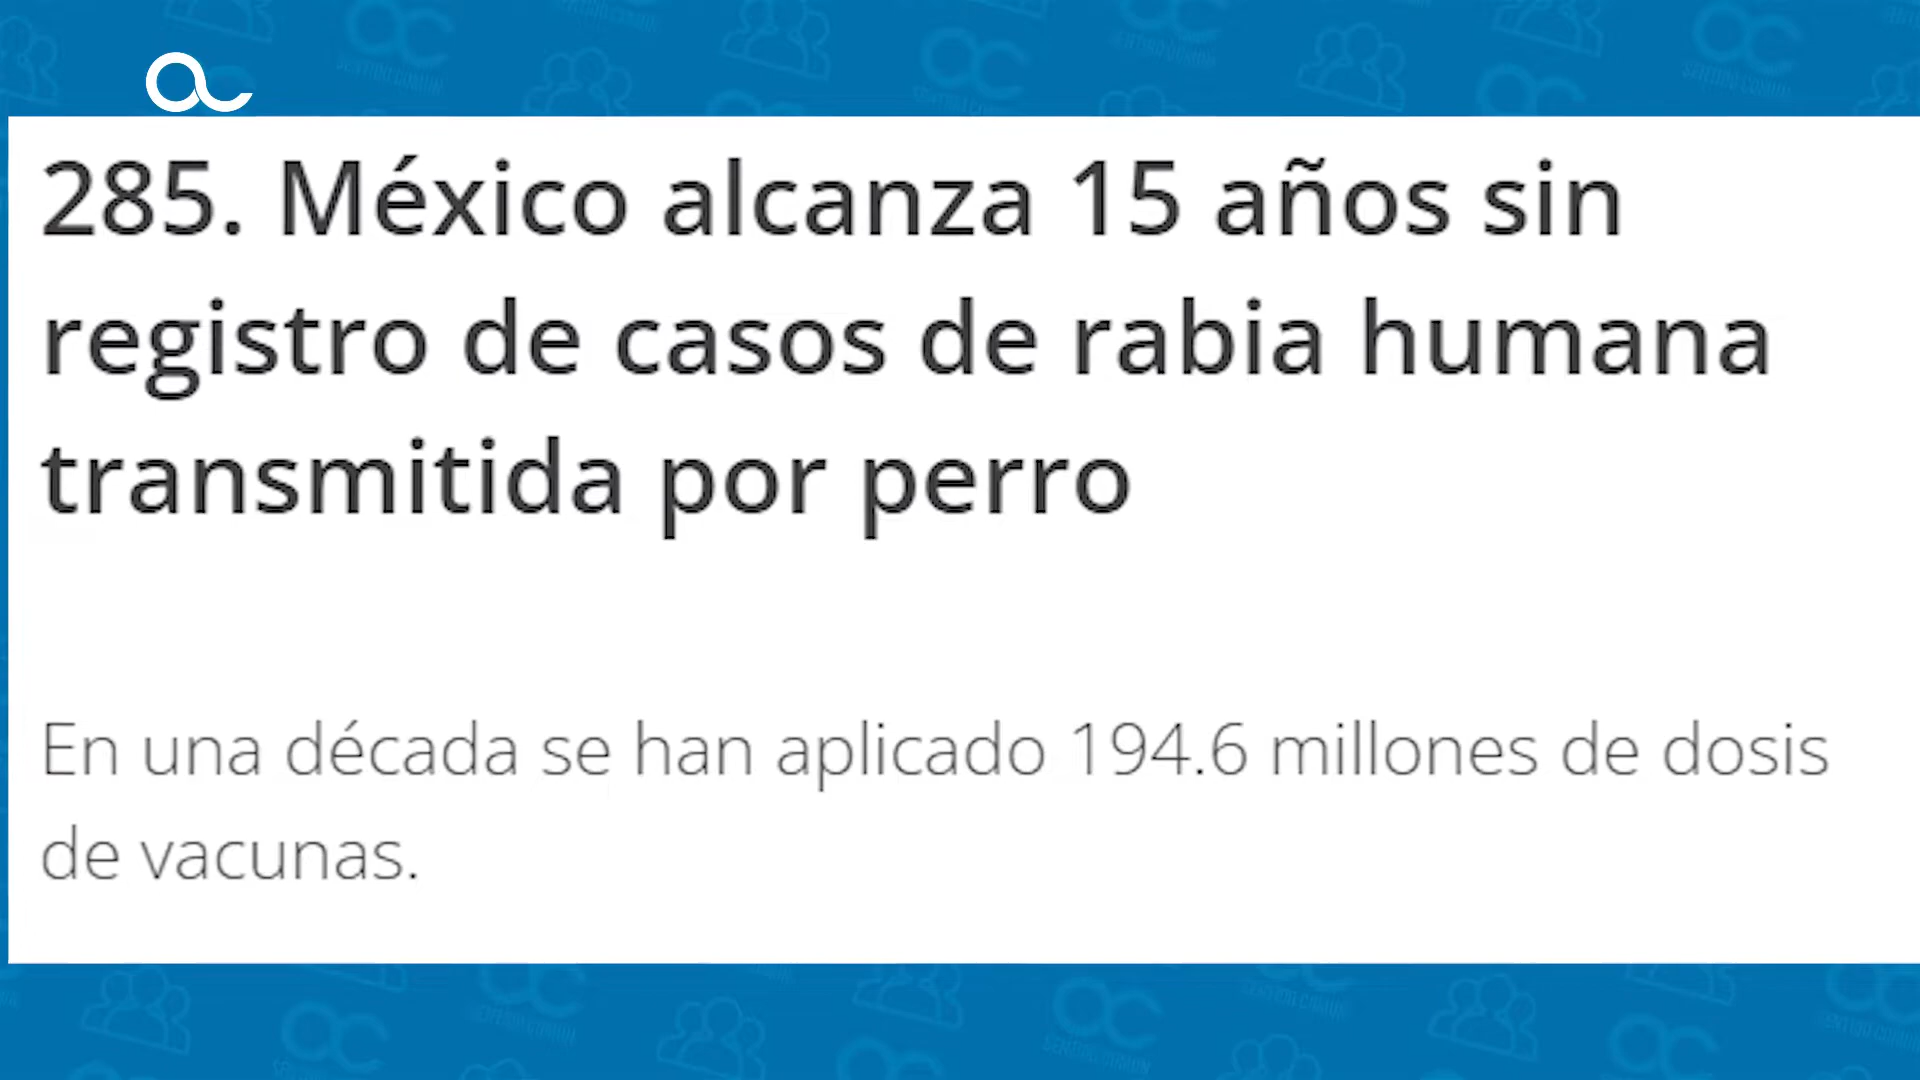 285. México alcanza 15 años sin
registro de casos de rabia humana
transmitida por perro
En una década se han aplicado 194.6 millones de dosis
de vacunas.